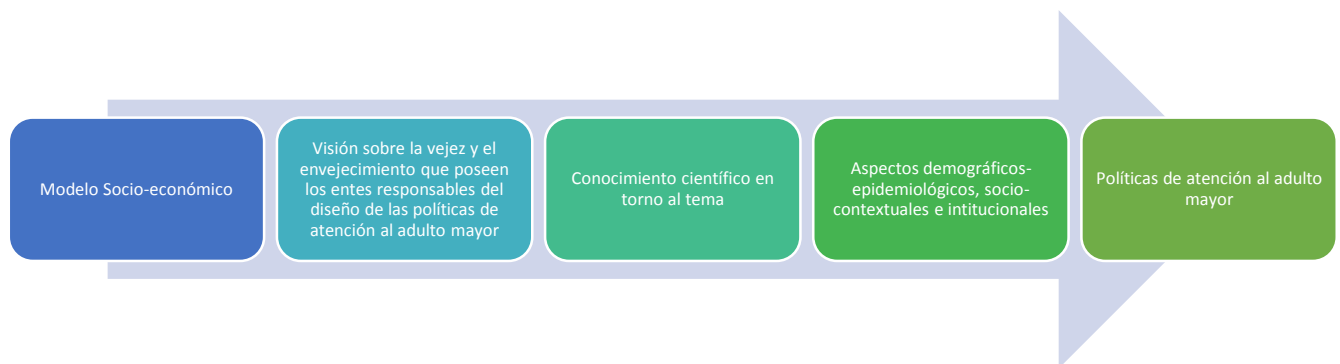 Modelo Socio-económico
Visión sobre la vejez y el
envejecimiento que poseen
los entes responsables del
diseño de las políticas de
atención al adulto mayor
Conocimiento científico en
torno al tema
Aspectos demográficos-
epidemiológicos, socio-
contextuales e intitucionales
Políticas de atención al adulto
mayor